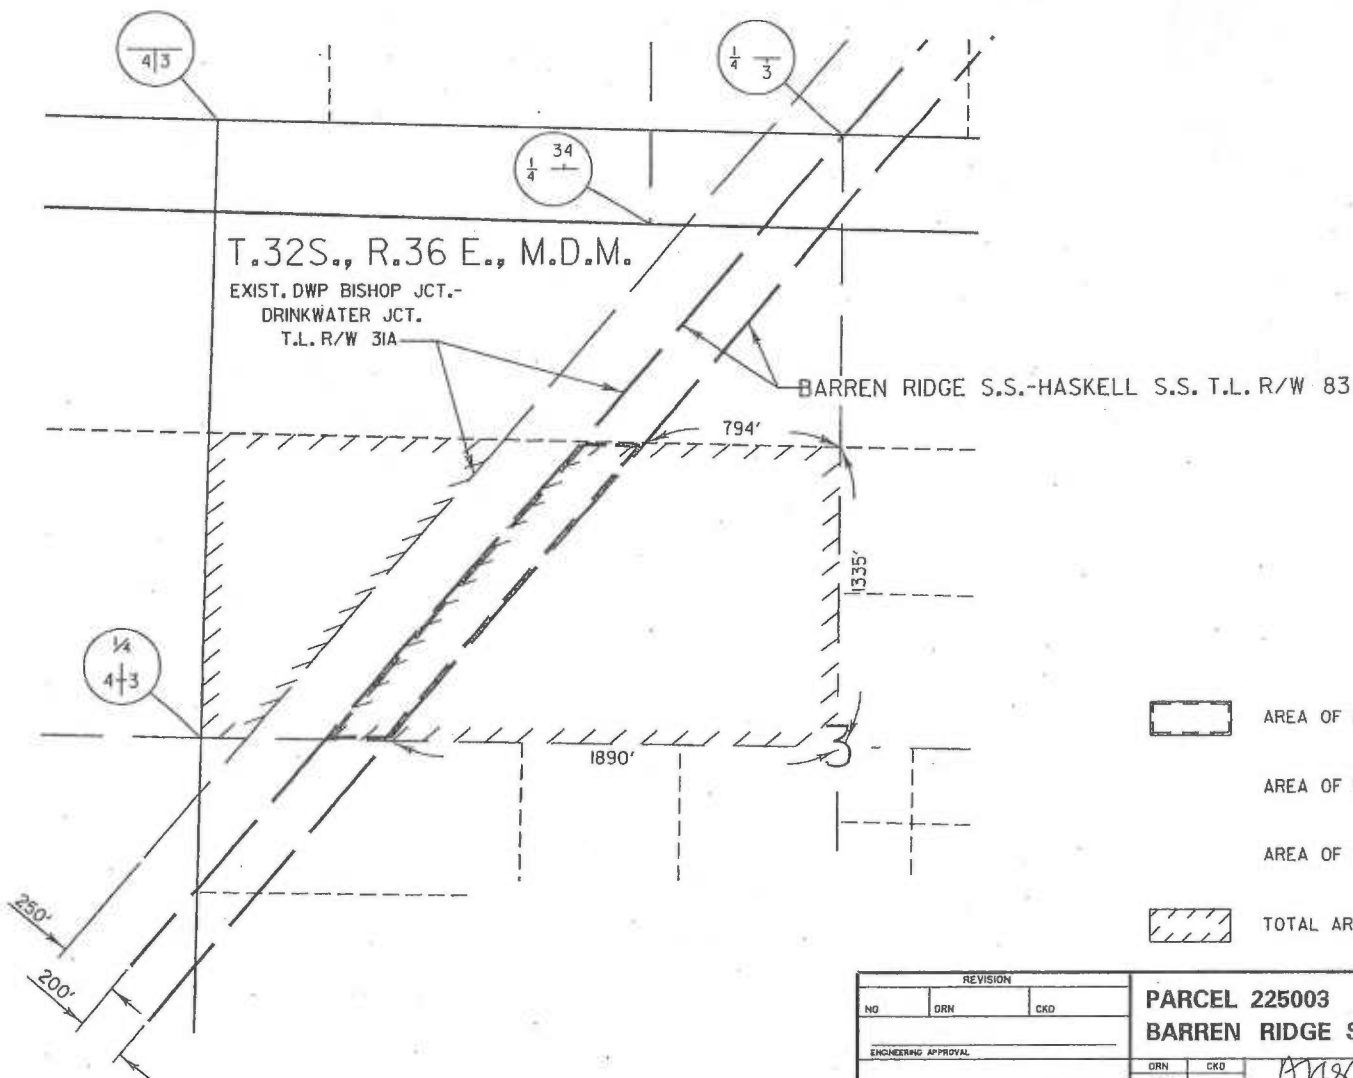 4|3
1/4 3
34
1/4
T.32S., R.36 E., M.D.M.
EXIST. DWP BISHOP JCT.-
DRINKWATER JCT.
T.L. R/W 31A
BARREN RIDGE S.S.-HASKELL S.S. T.L. R/W 83
794'
1335'
1/4
4 3
3
1890'
250'
200'
AREA OF
AREA OF
AREA OF
TOTAL AR
REVISION
NO DRN CKD
ENGINEERING APPROVAL
PARCEL 225003
BARREN RIDGE S
DRN CKD